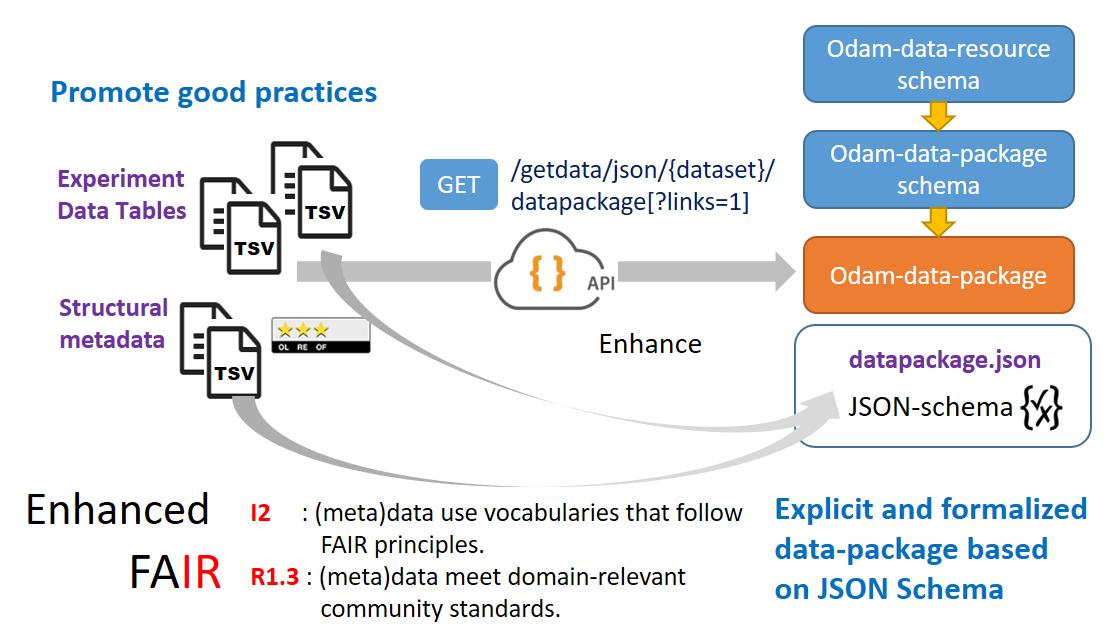 Promote good practices
Experiment
Data Tables
TSV
TSV
Structural
metadata
TSV
OL RE OF
GET
/getdata/json/{dataset}/
datapackage[?links=1]
{ }
API
Enhance
Odam-data-resource
schema
Odam-data-package
schema
Odam-data-package
datapackage.json
JSON-schema
Enhanced
FAIR
I2 : (meta)data use vocabularies that follow
FAIR principles.
R1.3 : (meta)data meet domain-relevant
community standards.
Explicit and formalized
data-package based
on JSON Schema